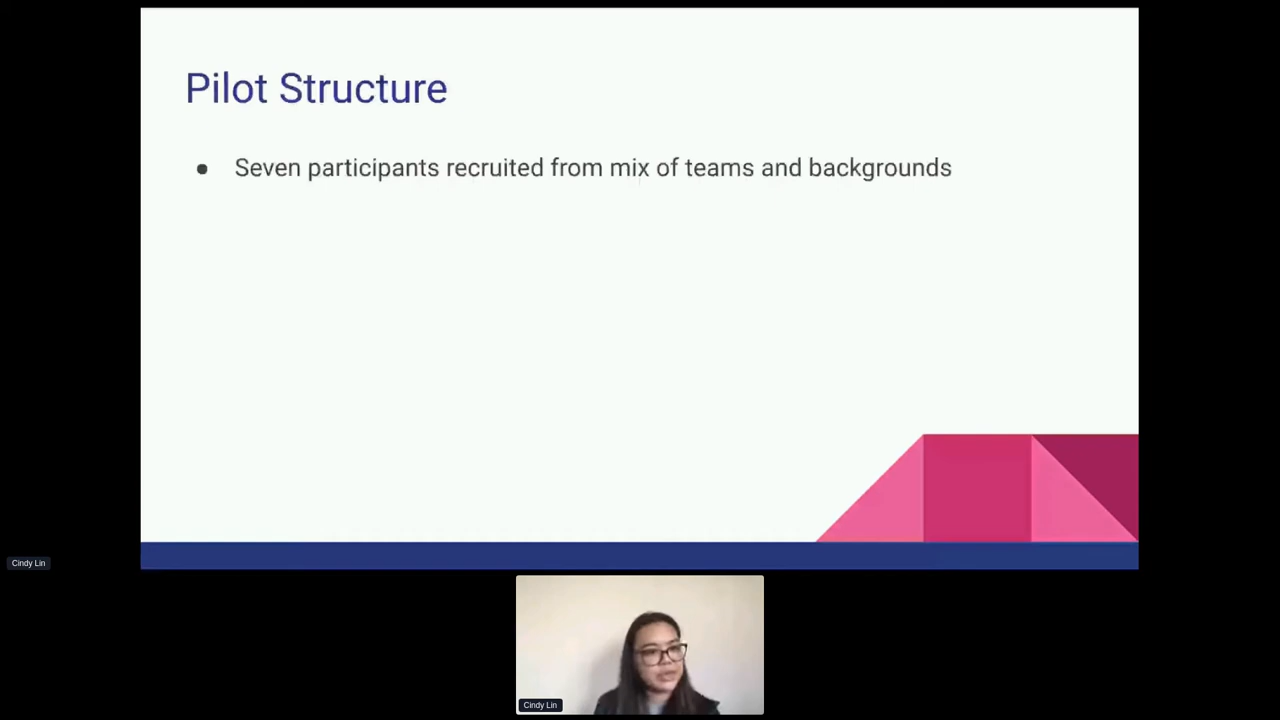 Pilot Structure
● Seven participants recruited from mix of teams and backgrounds
Cindy Lin
Cindy Lin